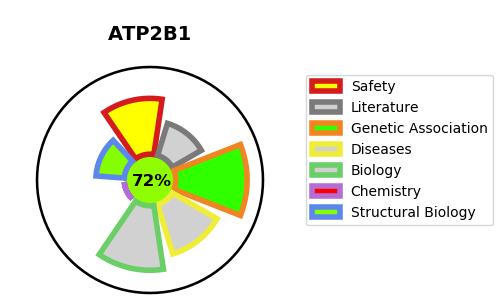 ATP2B1
72%
Safety
Literature
Genetic Association
Diseases
Biology
Chemistry
Structural Biology